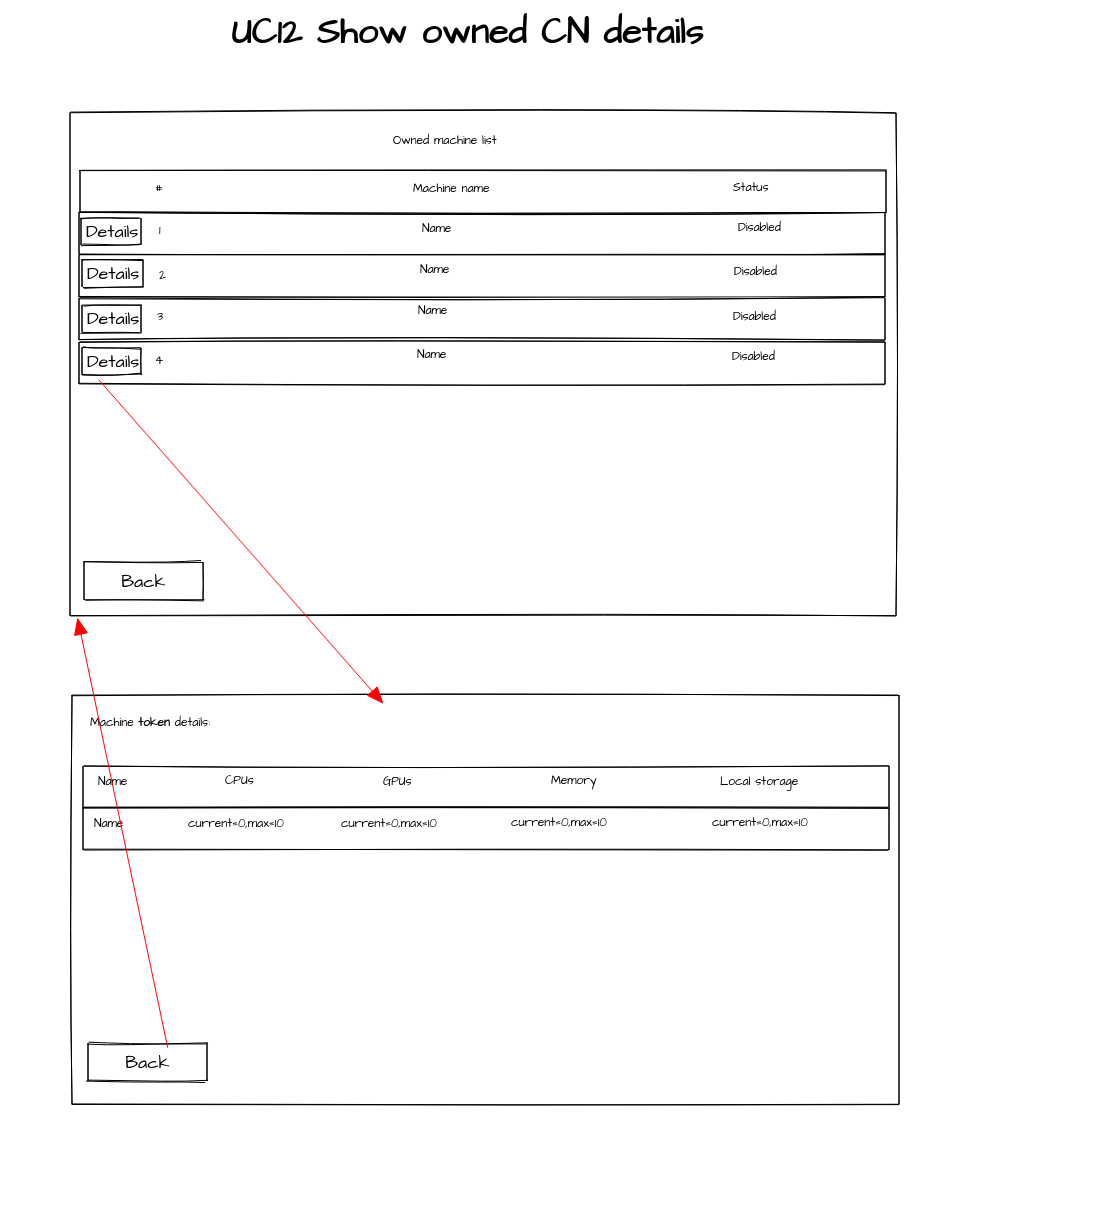 UC12 Show owned CN details
Owned machine list
# Machine name Status
Details 1 Name Disabled
Details 2 Name Disabled
Details 3 Name Disabled
Details 4 Name Disabled
Back
Machine token details:
Name CPUs GPUs Memory Local storage
Name current=0,max=10 current=0,max=10 current=0,max=10 current=0,max=10
Back